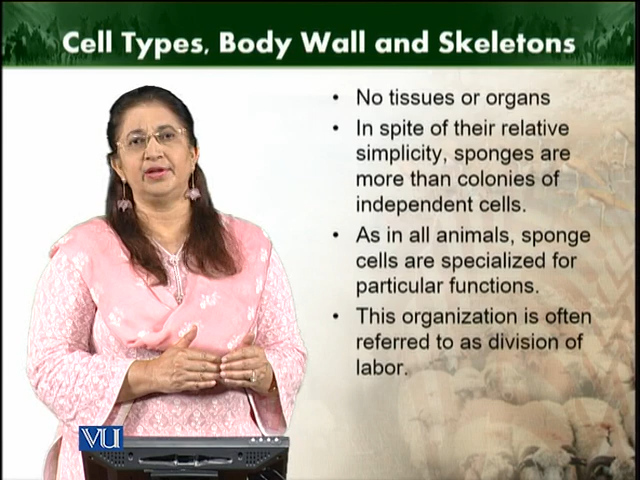 Cell Types, Body Wall and Skeletons
• No tissues or organs
• In spite of their relative
simplicity, sponges are
more than colonies of
independent cells.
• As in all animals, sponge
cells are specialized for
particular functions.
• This organization is often
referred to as division of
labor.
VU